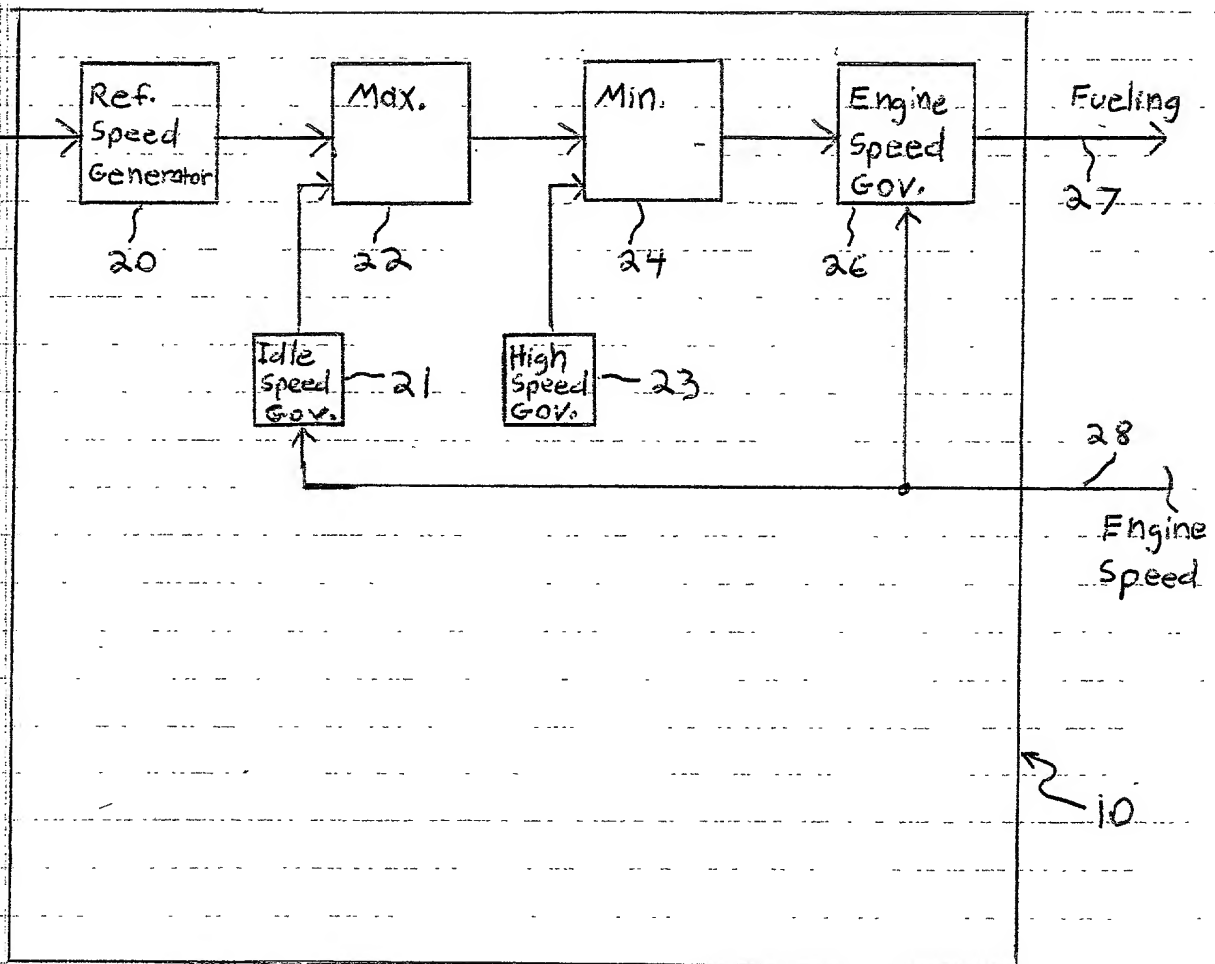 Ref.
Speed
Generator
Max.
Min.
Engine
Speed
Gov.
Fueling
27
20
22
24
26
Idle
Speed
Gov.
21
High
Speed
Gov.
23
28
Engine
Speed
10